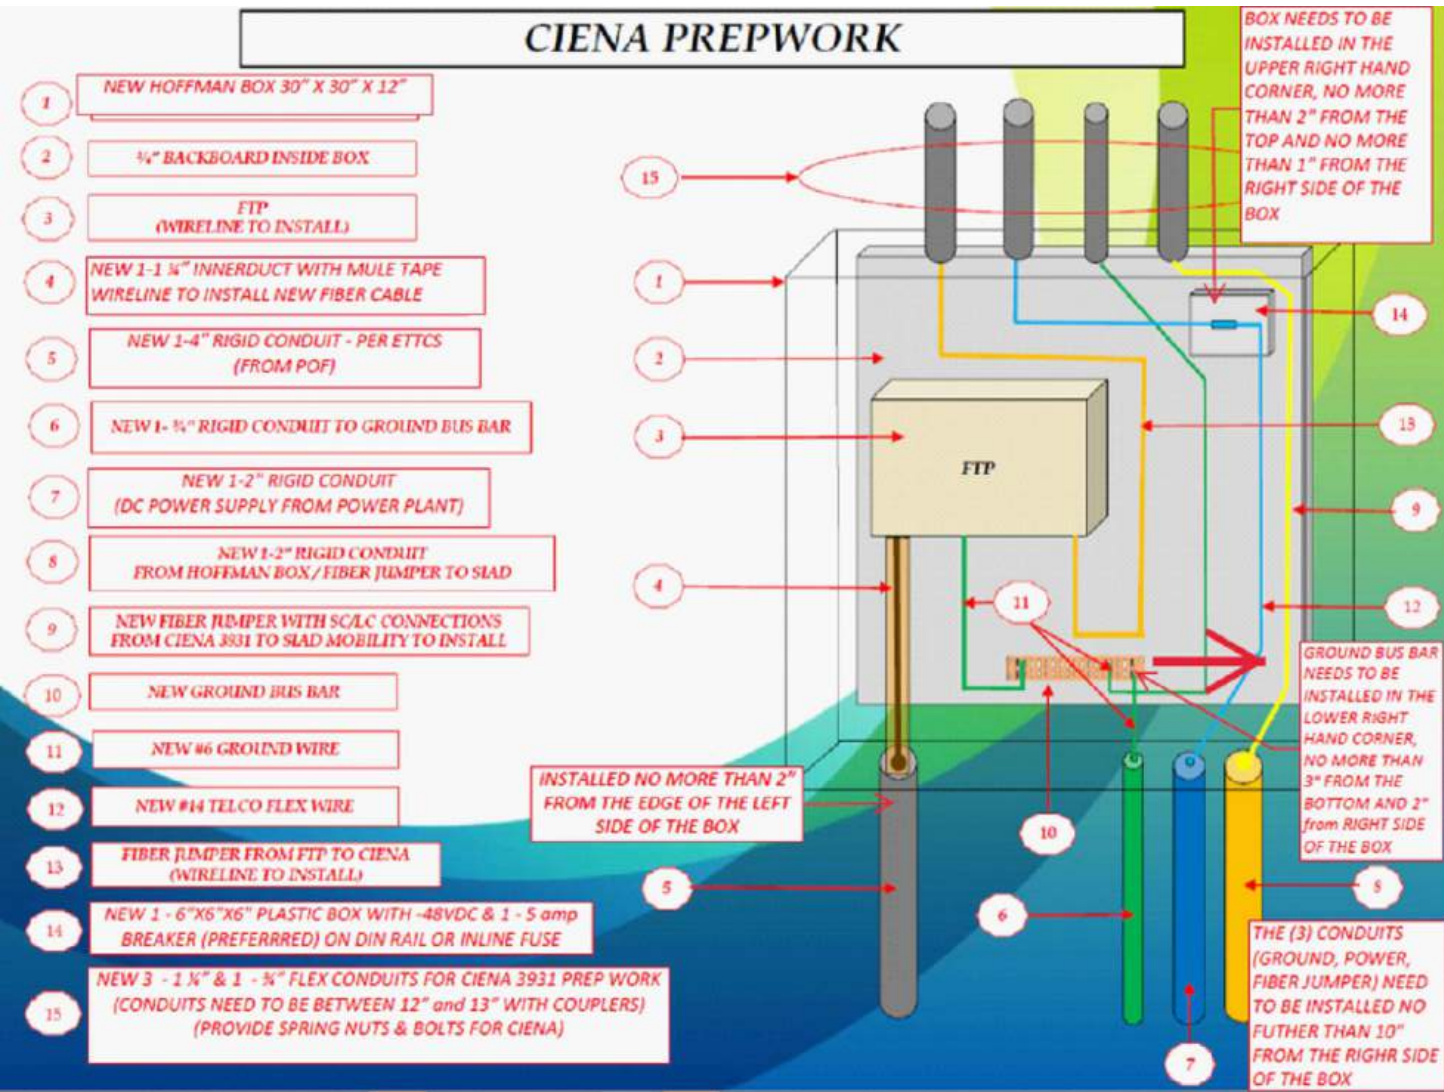 CIENA PREPWORK
1
NEW HOFFMAN BOX 30" X 30" X 12"
2
¾" BACKBOARD INSIDE BOX
3
FTP
(WIRELINE TO INSTALL)
4
NEW 1-1 ¼" INNERDUCT WITH MULE TAPE
WIRELINE TO INSTALL NEW FIBER CABLE
5
NEW 1-4" RIGID CONDUIT - PER ETTCS
(FROM POF)
6
NEW 1- ¾" RIGID CONDUIT TO GROUND BUS BAR
7
NEW 1-2" RIGID CONDUIT
(DC POWER SUPPLY FROM POWER PLANT)
8
NEW 1-2" RIGID CONDUIT
FROM HOFFMAN BOX / FIBER JUMPER TO SIAD
9
NEW FIBER JUMPER WITH SC/LC CONNECTIONS
FROM CIENA 3931 TO SIAD MOBILITY TO INSTALL
10
NEW GROUND BUS BAR
11
NEW #6 GROUND WIRE
12
NEW #14 TELCO FLEX WIRE
13
FIBER JUMPER FROM FTP TO CIENA
(WIRELINE TO INSTALL)
14
NEW 1 - 6"X6"X6" PLASTIC BOX WITH -48VDC & 1 - 5 amp
BREAKER (PREFERRRED) ON DIN RAIL OR INLINE FUSE
15
NEW 3 - 1 & 1 - ¾" FLEX CONDUITS FOR CIENA 3931 PREP WORK
(CONDUITS NEED TO BE BETWEEN 12" and 13" WITH COUPLERS)
(PROVIDE SPRING NUTS & BOLTS FOR CIENA)
BOX NEEDS TO BE
INSTALLED IN THE
UPPER RIGHT HAND
CORNER, NO MORE
THAN 2" FROM THE
TOP AND NO MORE
THAN 1" FROM THE
RIGHT SIDE OF THE
BOX
15
1
14
2
13
3
FTP
9
4
11
12
GROUND BUS BAR
NEEDS TO BE
INSTALLED IN THE
LOWER RIGHT
HAND CORNER,
NO MORE THAN
3" FROM THE
BOTTOM AND 2"
from RIGHT SIDE
OF THE BOX
INSTALLED NO MORE THAN 2"
FROM THE EDGE OF THE LEFT
SIDE OF THE BOX
10
5
8
6
THE (3) CONDUITS
(GROUND, POWER,
FIBER JUMPER) NEED
TO BE INSTALLED NO
FUTHER THAN 10"
FROM THE RIGHR SIDE
OF THE BOX
7